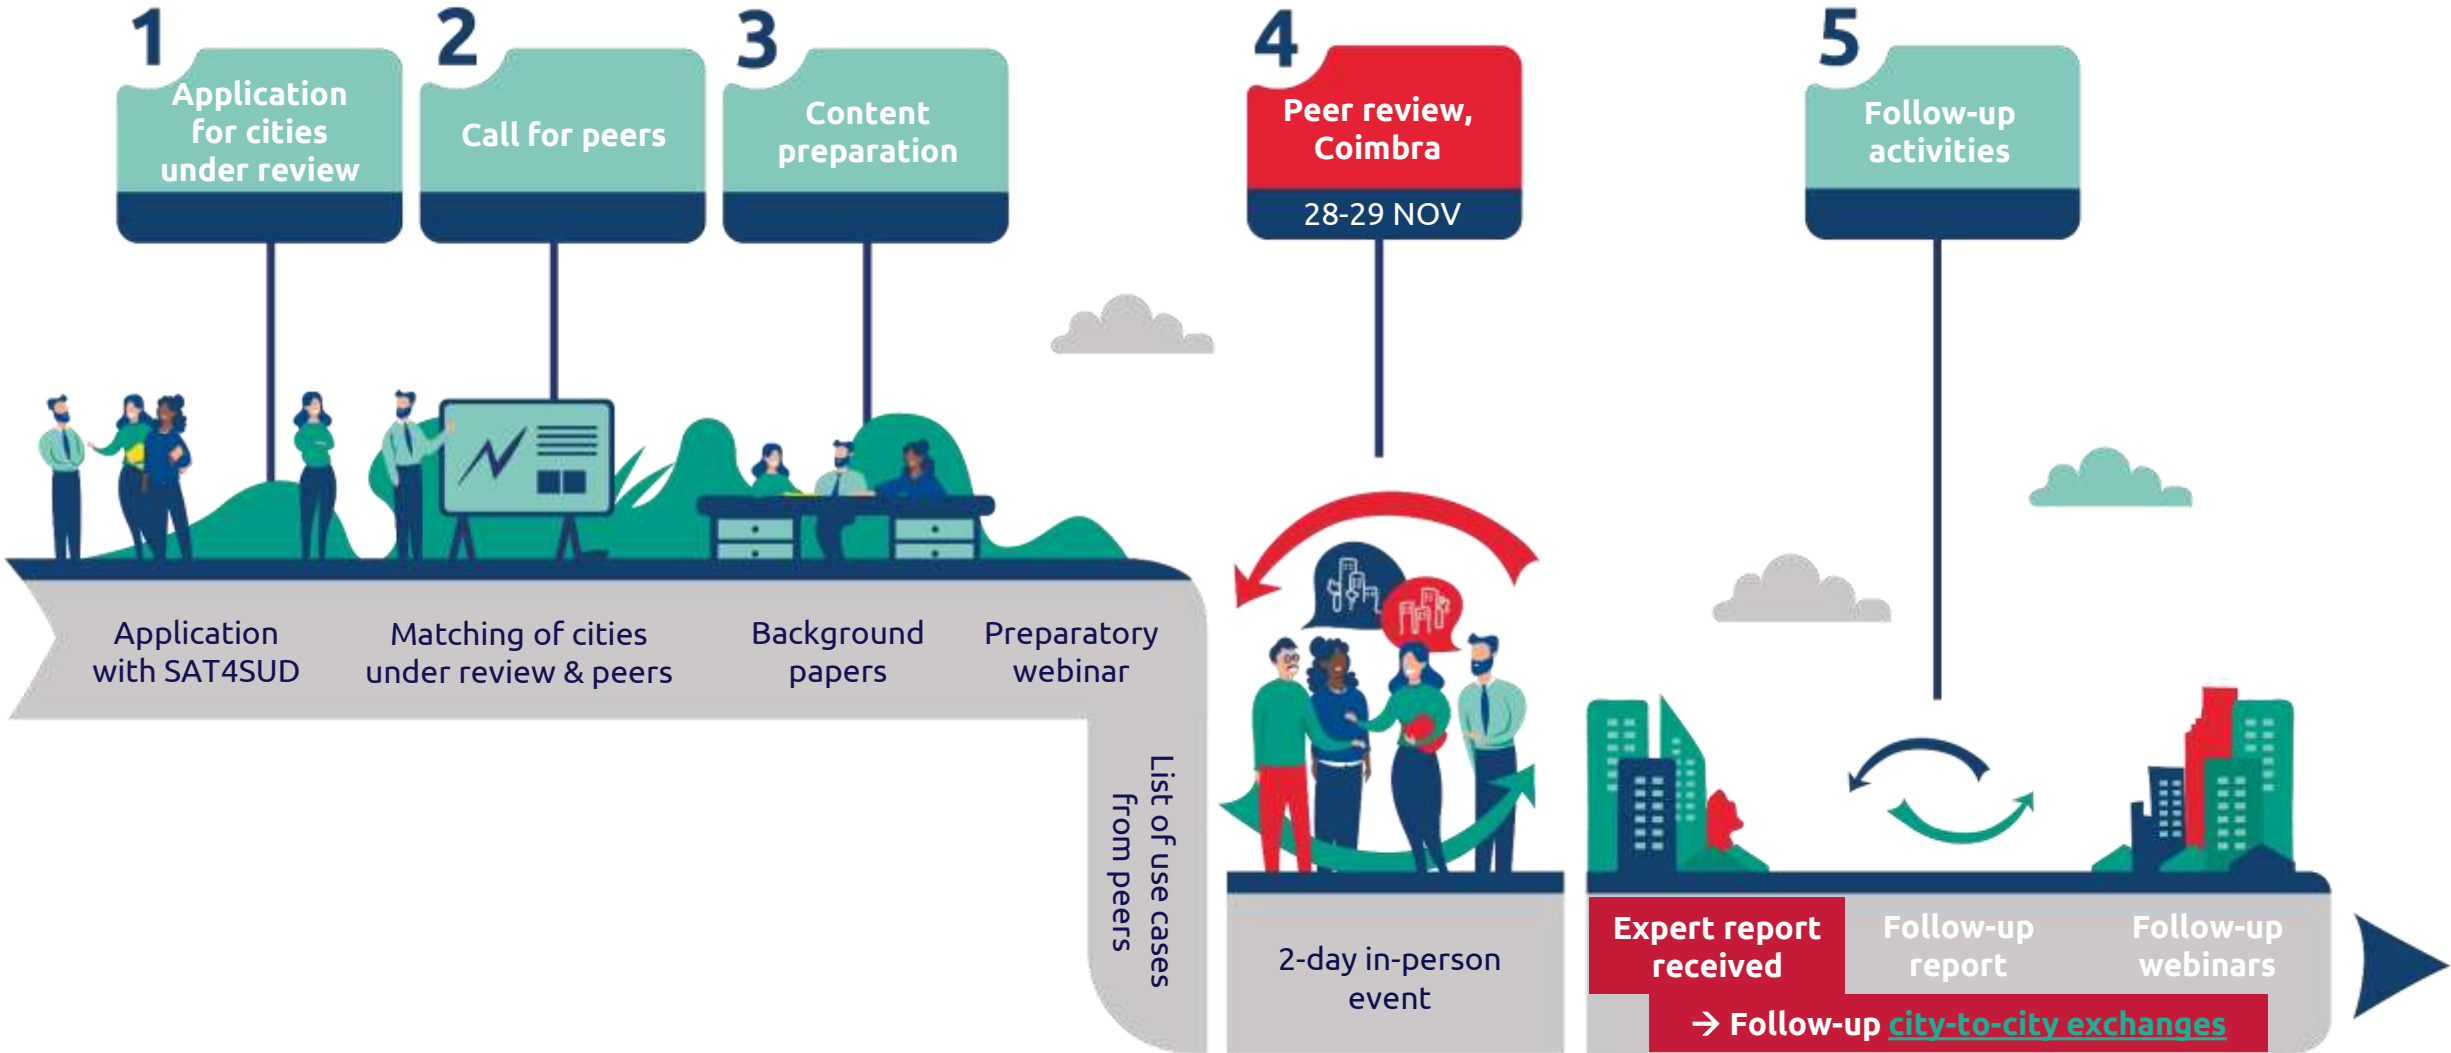 1
Application
for cities
under review
2
Call for peers
3
Content
preparation
4
Peer review,
Coimbra
28-29 NOV
5
Follow-up
activities
Application
with SAT4SUD
Matching of cities
under review & peers
Background
papers
Preparatory
webinar
List of use cases
from peers
2-day in-person
event
Expert report
received
Follow-up
report
Follow-up
webinars
→ Follow-up city-to-city exchanges